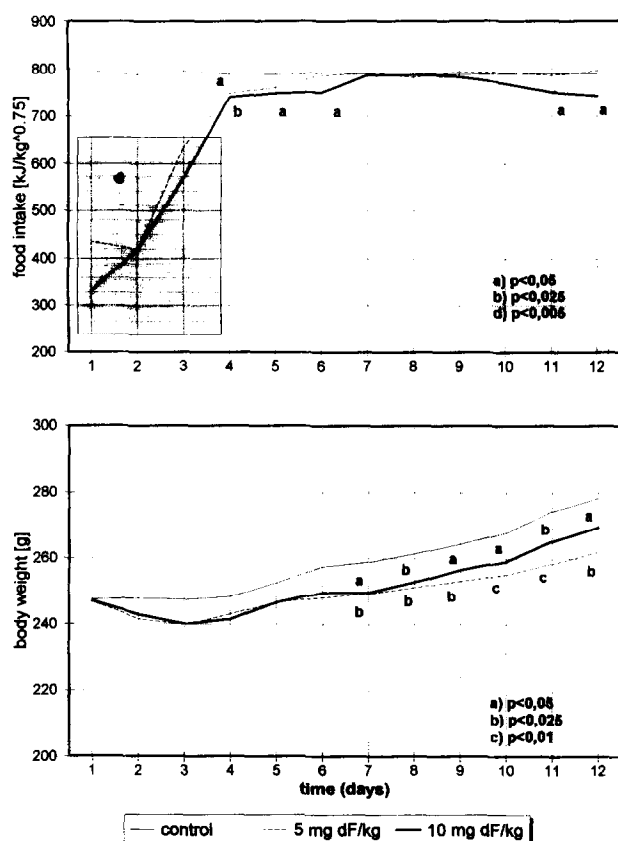 900
800
700
600
500
400
300
200
food intake [kJ/kg^0.75]
a
b a a a a
a) p<0,05
b) p<0,025
d) p<0,005
1 2 3 4 5 6 7 8 9 10 11 12
300
280
260
240
220
200
body weight [g]
a b a a b a
b b b c c b
a) p<0,05
b) p<0,025
c) p<0,01
1 2 3 4 5 6 7 8 9 10 11 12
time (days)
control 5 mg dF/kg 10 mg dF/kg